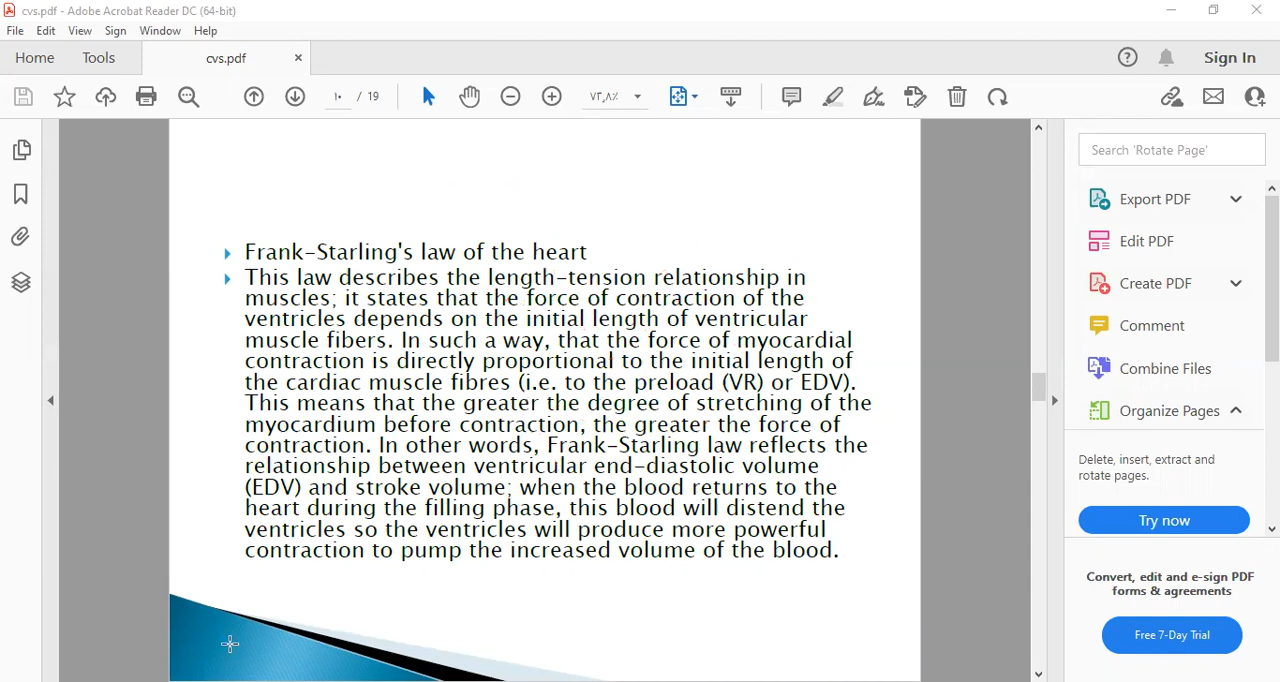 cvs.pdf - Adobe Acrobat Reader DC (64-bit)
File Edit View Sign Window Help
Home Tools cvs.pdf × Sign In
١٠ / 19 ٧٣,٨٪
Search 'Rotate Page'
Export PDF
Edit PDF
Create PDF
Comment
Combine Files
Organize Pages
Delete, insert, extract and
rotate pages.
Try now
Convert, edit and e-sign PDF
forms & agreements
Free 7-Day Trial
Frank-Starling's law of the heart
This law describes the length-tension relationship in
muscles; it states that the force of contraction of the
ventricles depends on the initial length of ventricular
muscle fibers. In such a way, that the force of myocardial
contraction is directly proportional to the initial length of
the cardiac muscle fibres (i.e. to the preload (VR) or EDV).
This means that the greater the degree of stretching of the
myocardium before contraction, the greater the force of
contraction. In other words, Frank-Starling law reflects the
relationship between ventricular end-diastolic volume
(EDV) and stroke volume; when the blood returns to the
heart during the filling phase, this blood will distend the
ventricles so the ventricles will produce more powerful
contraction to pump the increased volume of the blood.